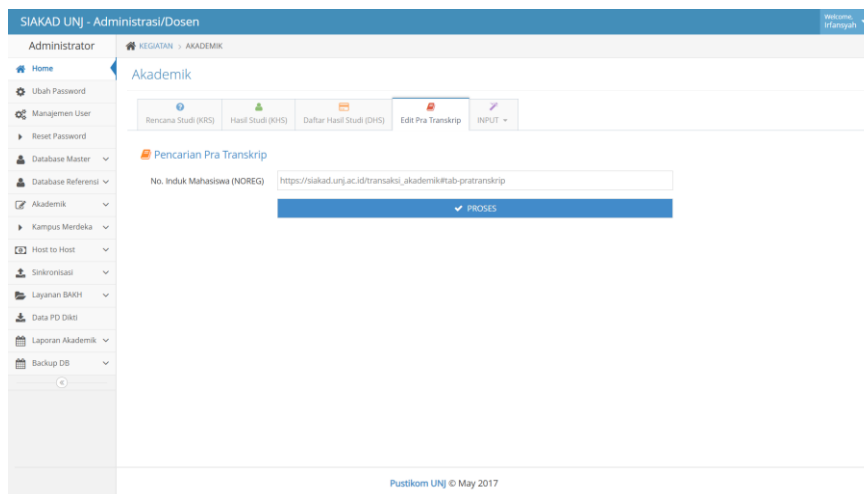 SIAKAD UNJ - Administrasi/Dosen
Welcome,
Irfansyah
Administrator
KEGIATAN > AKADEMIK
Home
Ubah Password
Manajemen User
Reset Password
Database Master
Database Referensi
Akademik
Kampus Merdeka
Host to Host
Sinkronisasi
Layanan BAKH
Data PD Dikti
Laporan Akademik
Backup DB
Akademik
Rencana Studi (KRS)
Hasil Studi (KHS)
Daftar Hasil Studi (DHS)
Edit Pra Transkrip
INPUT
Pencarian Pra Transkrip
No. Induk Mahasiswa (NOREG)
https://siakad.unj.ac.id/transaksi_akademik#tab-pratranskrip
PROSES
Pustikom UNJ © May 2017